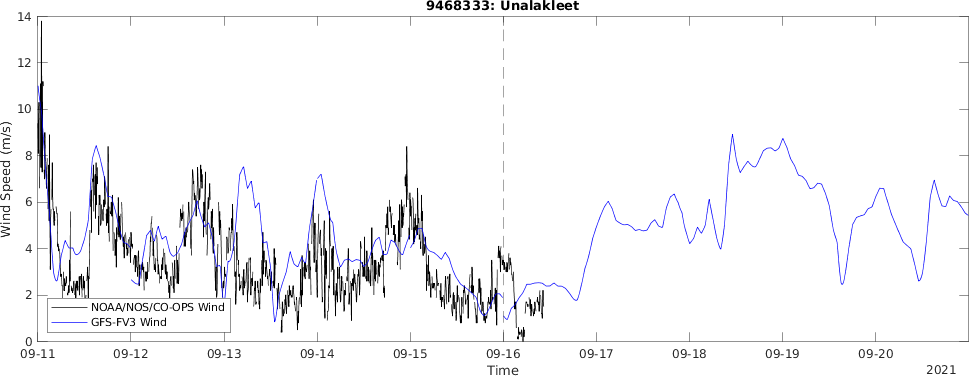 9468333: Unalakleet
14
12
10
8
6
4
2
0
Wind Speed (m/s)
NOAA/NOS/CO-OPS Wind
GFS-FV3 Wind
09-11 09-12 09-13 09-14 09-15 09-16 09-17 09-18 09-19 09-20
Time
2021